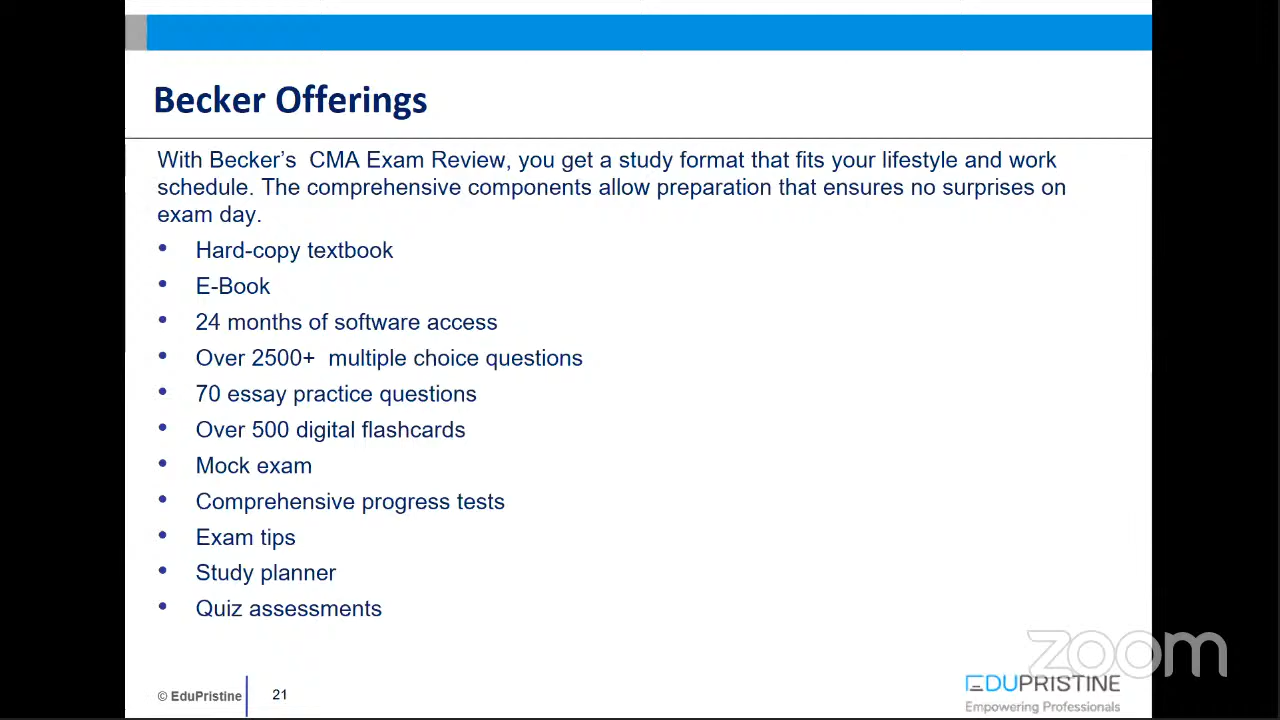 Becker Offerings
With Becker's  CMA Exam Review, you get a study format that fits your lifestyle and work
schedule. The comprehensive components allow preparation that ensures no surprises on
exam day.
• Hard-copy textbook
• E-Book
• 24 months of software access
• Over 2500+  multiple choice questions
• 70 essay practice questions
• Over 500 digital flashcards
• Mock exam
• Comprehensive progress tests
• Exam tips
• Study planner
• Quiz assessments
zoom
© EduPristine
21
EDUPRISTINE
Empowering Professionals